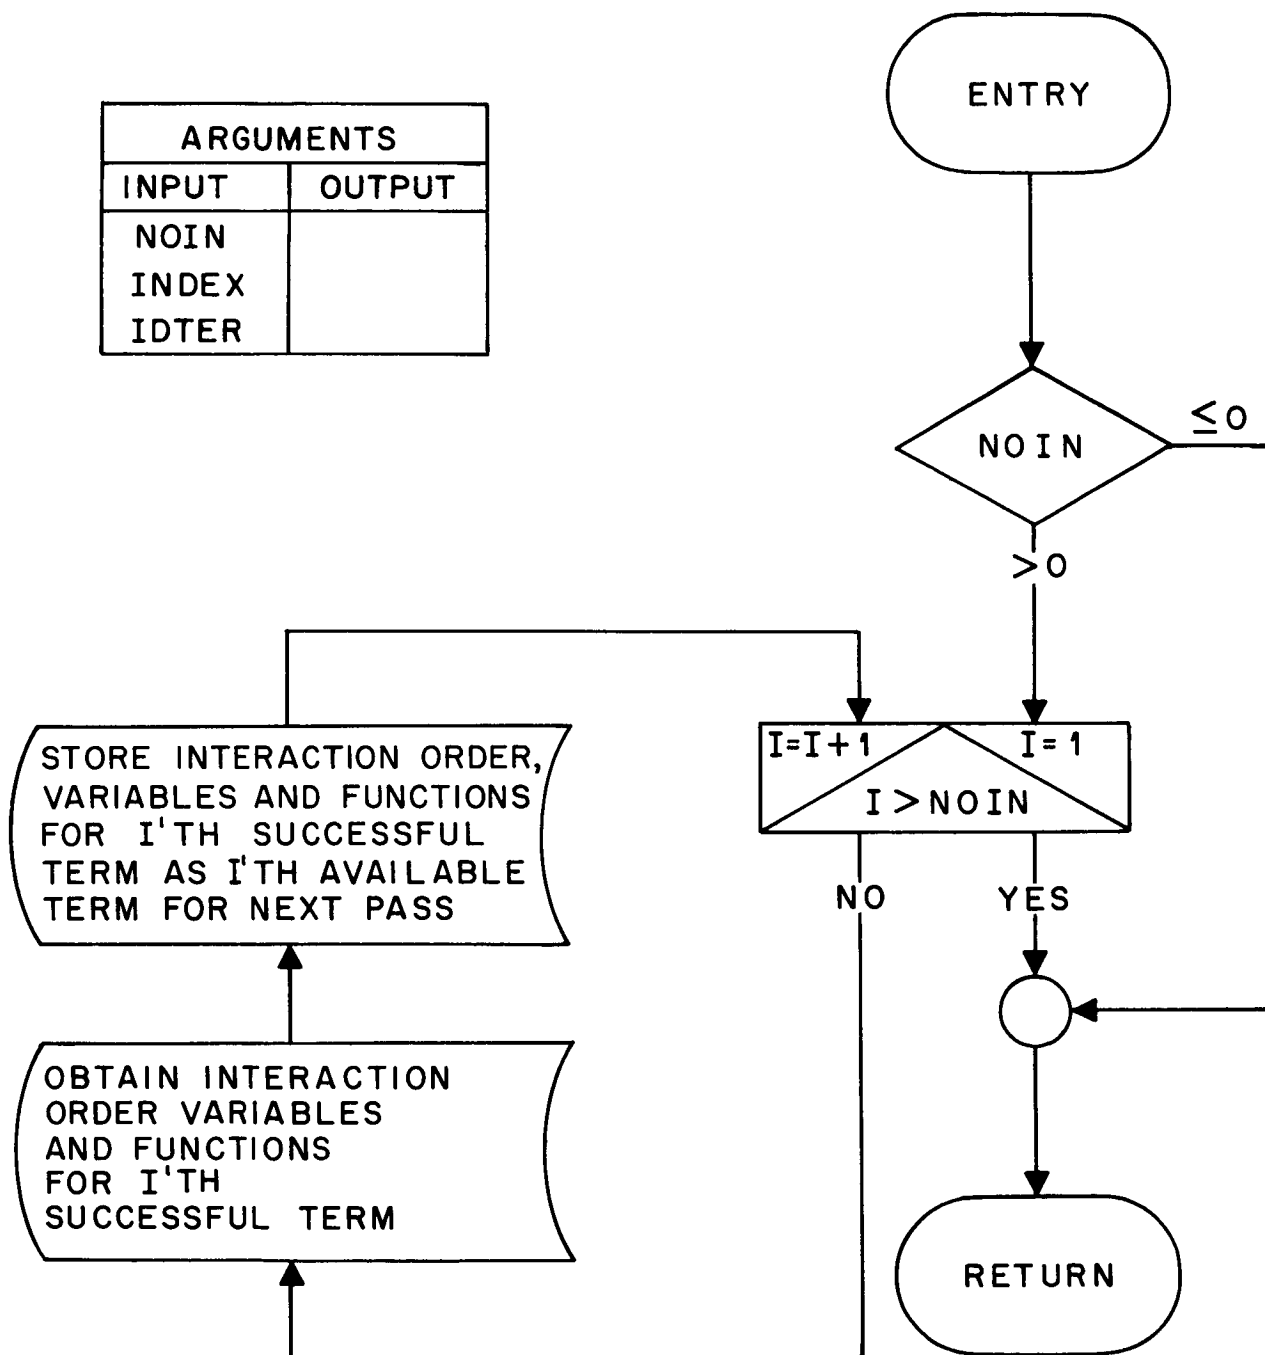 ENTRY
ARGUMENTS
INPUT OUTPUT
NOIN
INDEX
IDTER
NOIN
≤0
>0
I=I+1 I=1
I>NOIN
NO YES
STORE INTERACTION ORDER,
VARIABLES AND FUNCTIONS
FOR I'TH SUCCESSFUL
TERM AS I'TH AVAILABLE
TERM FOR NEXT PASS
OBTAIN INTERACTION
ORDER VARIABLES
AND FUNCTIONS
FOR I'TH
SUCCESSFUL TERM
RETURN